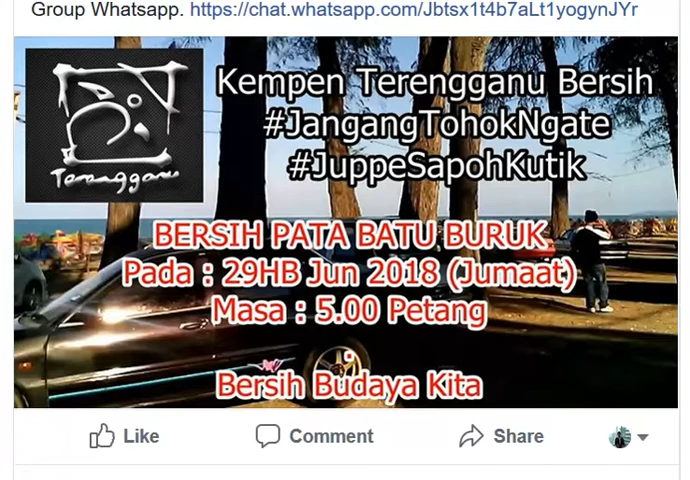 Group Whatsapp. https://chat.whatsapp.com/Jbtsx1t4b7aLt1yogynJYr
Kempen Terengganu Bersih
#JangangTohokNgate
#JuppeSapohKutik
Terengganu
BERSIH PATA BATU BURUK
Pada : 29HB Jun 2018 (Jumaat)
Masa : 5.00 Petang
Bersih Budaya Kita
Like
Comment
Share